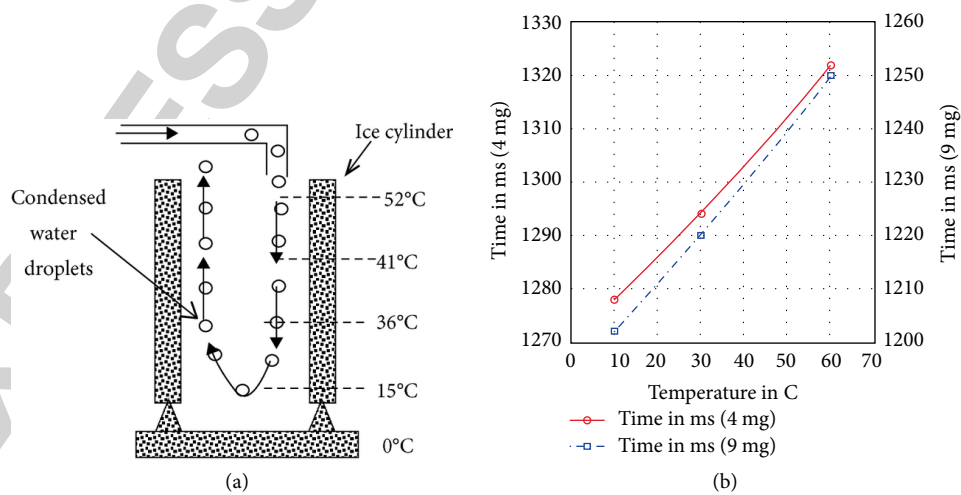 Ice cylinder
Condensed
water
droplets
52°C
41°C
36°C
15°C
0°C
(a)
Time in ms (4 mg)
1330
1320
1310
1300
1290
1280
1270
0
10
20
30
40
50
60
70
Temperature in C
1260
1250
1240
1230
1220
1210
1200
Time in ms (9 mg)
Time in ms (4 mg)
Time in ms (9 mg)
(b)